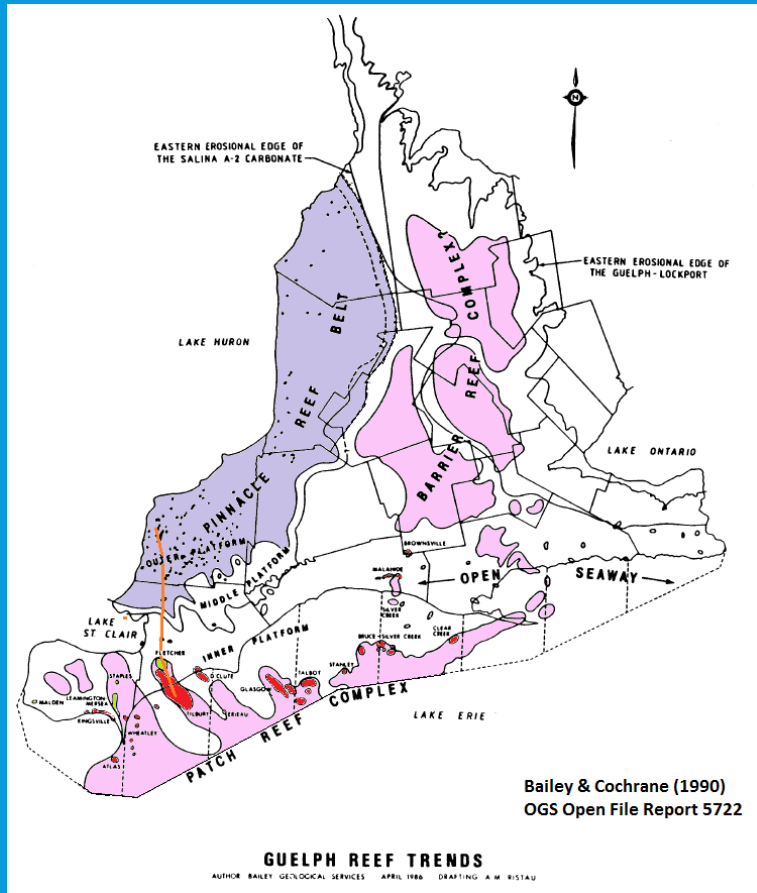 EASTERN EROSIONAL EDGE OF
THE SALINA A-2 CARBONATE
N
EASTERN EROSIONAL EDGE OF
THE GUELPH-LOCKPORT
LAKE HURON
PINNACLE REEF BELT
BARRIER REEF COMPLEX?
LAKE ONTARIO
OUTER PLATFORM
MIDDLE PLATFORM
INNER PLATFORM
BROWNSVILLE
MALAHIDE
OPEN SEAWAY
SILVER
CREEK
LAKE
ST CLAIR
CLEAR
CREEK
BRUCE-SILVER CREEK
FLETCHER
STANLEY
STAPLES
D CLUTE
TALBOT
GLASGOW
LEAMINGTON
MERSEA
MALDEN
KINGSVILLE
TILBURY
ERIEAU
WHEATLEY
ATLAS
PATCH REEF COMPLEX
LAKE ERIE
Bailey & Cochrane (1990)
OGS Open File Report 5722
GUELPH REEF TRENDS
AUTHOR BAILEY GEOLOGICAL SERVICES APRIL 1986 DRAFTING A M RISTAU